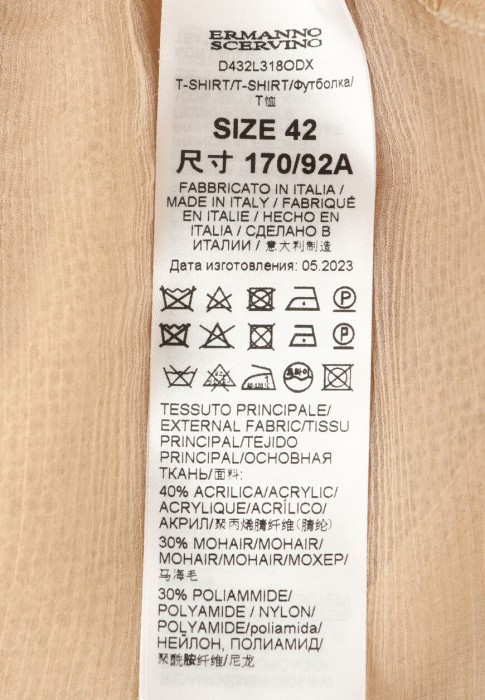 ERMANNO
SCERVINO
D432L318ODX
T-SHIRT/T-SHIRT/Футболка/
T恤
SIZE 42
尺寸 170/92A
FABBRICATO IN ITALIA /
MADE IN ITALY / FABRIQUÉ
EN ITALIE / HECHO EN
ITALIA / СДЕЛАНО В
ИТАЛИИ / 意大利制造
Дата изготовления: 05.2023
P
P
드라이
TESSUTO PRINCIPALE/
EXTERNAL FABRIC/TISSU
PRINCIPAL/TEJIDO
PRINCIPAL/ОСНОВНАЯ
ТКАНЬ/面料:
40% ACRILICA/ACRYLIC/
ACRYLIQUE/ACRÍLICO/
АКРИЛ/聚丙烯腈纤维(腈纶)
30% MOHAIR/MOHAIR/
MOHAIR/MOHAIR/МОХЕР/
马海毛
30% POLIAMMIDE/
POLYAMIDE / NYLON/
POLYAMIDE/poliamida/
НЕЙЛОН, ПОЛИАМИД/
聚酰胺纤维/尼龙